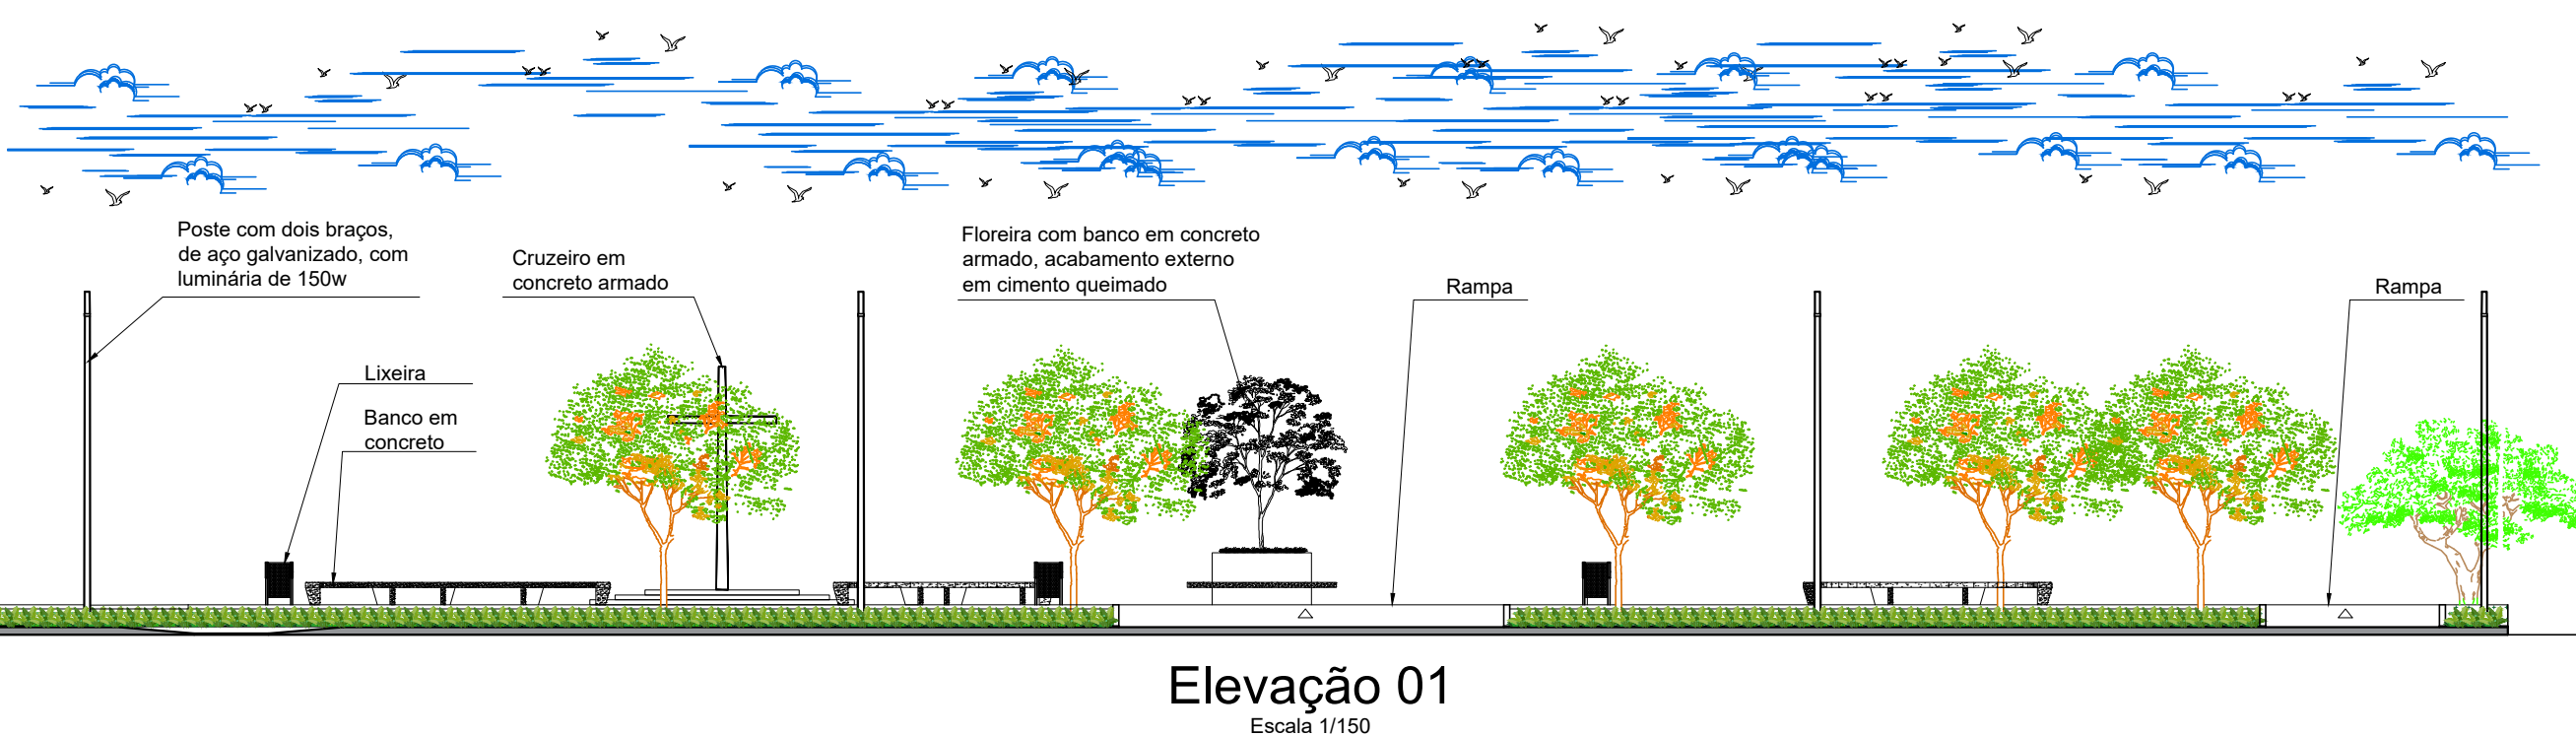 Poste com dois braços,
de aço galvanizado, com
luminária de 150w
Cruzeiro em
concreto armado
Floreira com banco em concreto
armado, acabamento externo
em cimento queimado
Rampa
Rampa
Lixeira
Banco em
concreto
Elevação 01
Escala 1/150